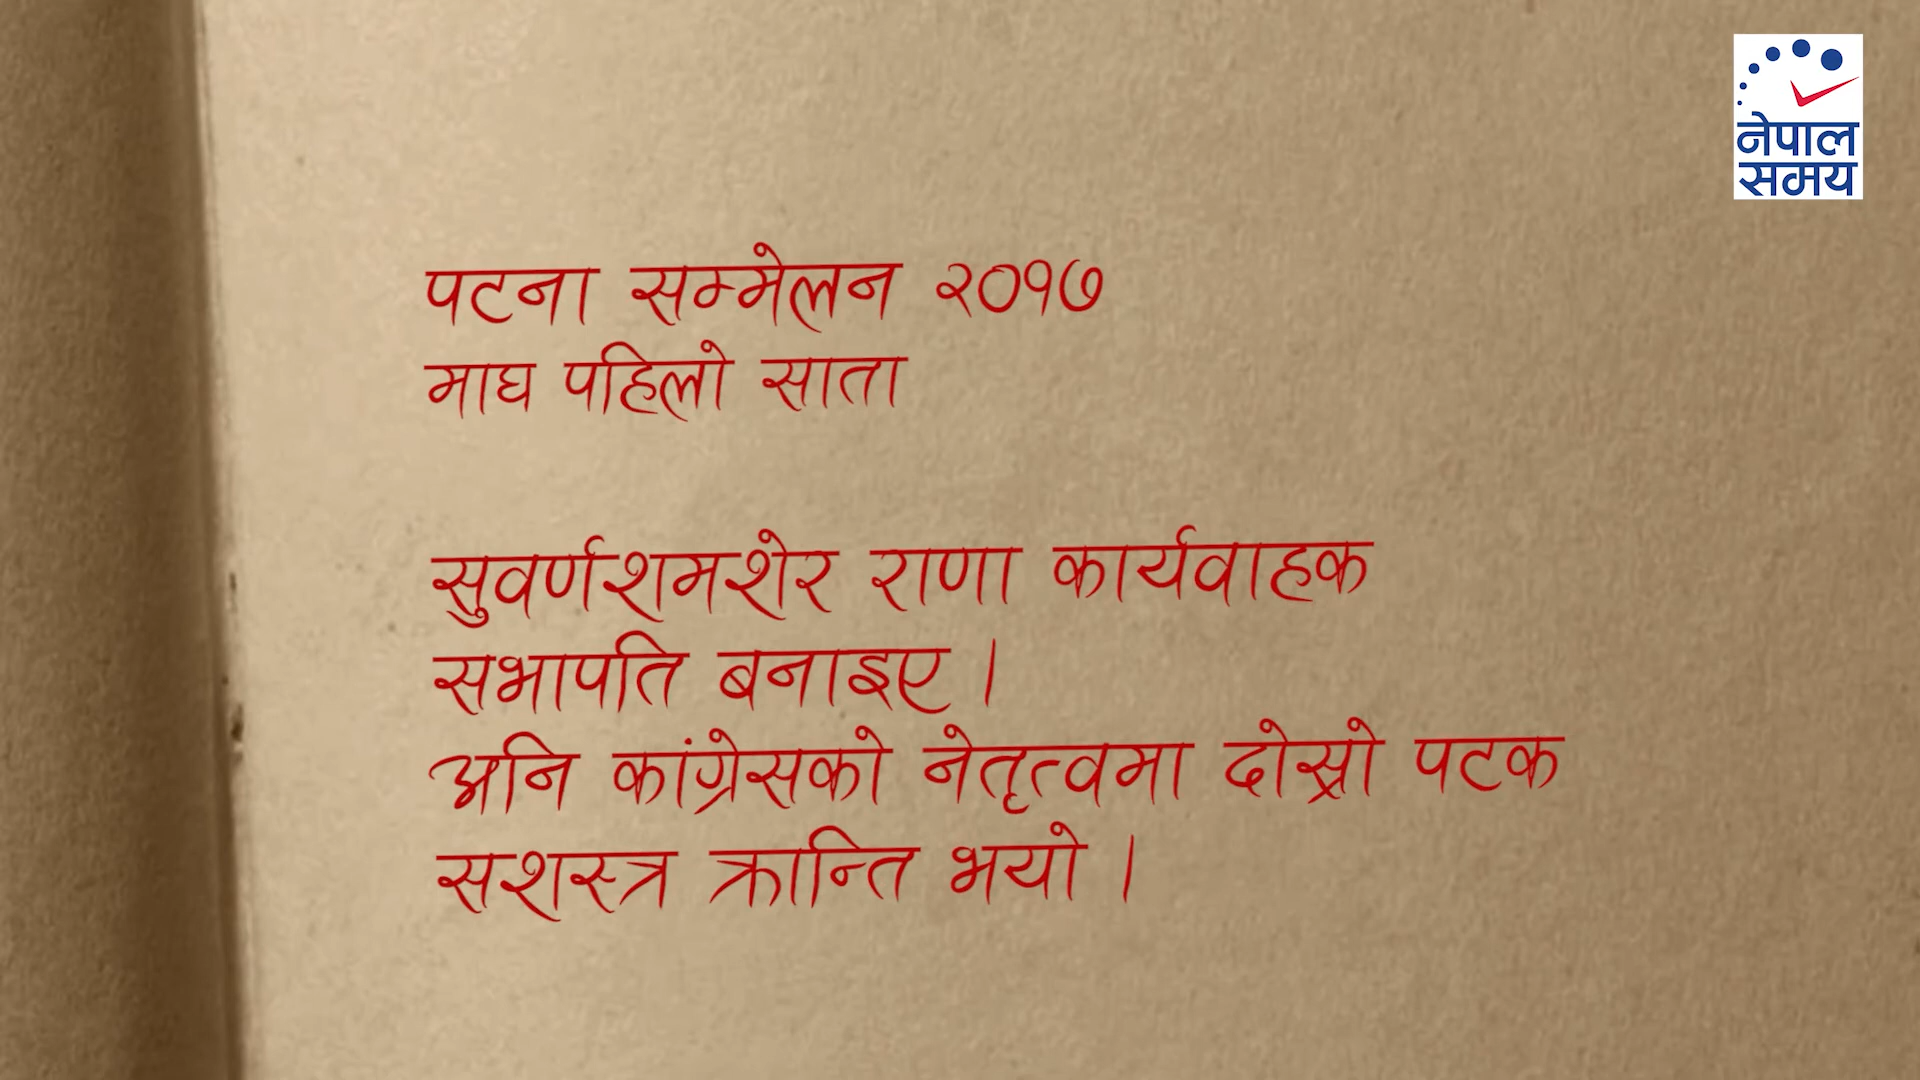 नेपाल
समय
पटना सम्मेलन २०१७
माघ पहिलो साता
सुवर्णशमशेर राणा कार्यवाहक
सभापति बनाइए ।
अनि कांग्रेसको नेतृत्वमा दोस्रो पटक
सशस्त्र क्रान्ति भयो ।